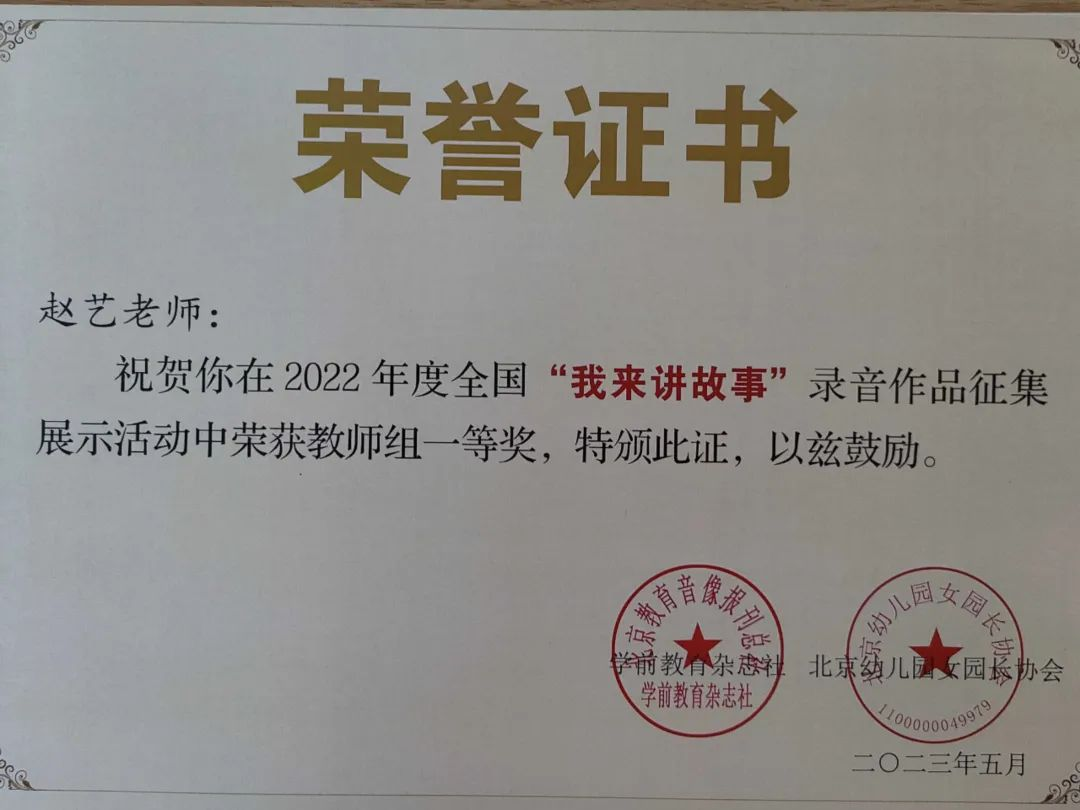 荣誉证书
赵艺老师：
祝贺你在 2022 年度全国“我来讲故事”录音作品征集
展示活动中荣获教师组一等奖，特颁此证，以兹鼓励。
北京教育音像报刊总社
学前教育杂志社
学前教育杂志社
北京幼儿园女园长协会
1100000049979
北京幼儿园女园长协会
二〇二三年五月